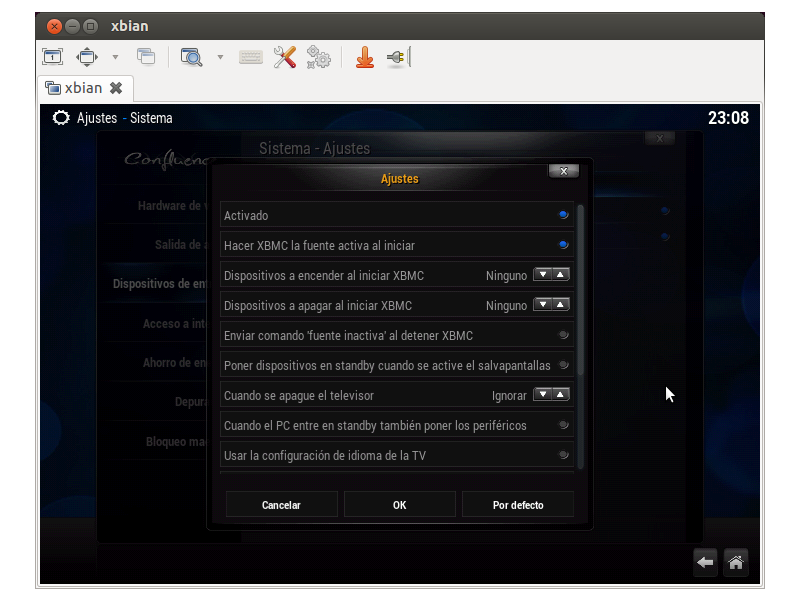 xbian
xbian
Ajustes - Sistema
23:08
Confluenc
Sistema - Ajustes
X
Hardware de v
Salida de a
Dispositivos de en
Acceso a int
Ahorro de en
Depura
Bloqueo ma
Ajustes
X
Activado
Hacer XBMC la fuente activa al iniciar
Dispositivos a encender al iniciar XBMC Ninguno
Dispositivos a apagar al iniciar XBMC Ninguno
Enviar comando 'fuente inactiva' al detener XBMC
Poner dispositivos en standby cuando se active el salvapantallas
Cuando se apague el televisor Ignorar
Cuando el PC entre en standby también poner los periféricos
Usar la configuración de idioma de la TV
Cancelar
OK
Por defecto